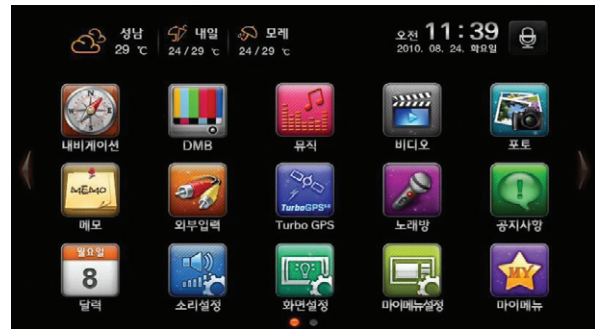 성남 내일 모레
29 ℃ 24/29 ℃ 24/29 ℃
오전 11:39
2010. 08. 24. 화요일
내비게이션 DMB 뮤직 비디오 포토
MEMO
TurboGPS
메모 외부입력 Turbo GPS 노래방 공지사항
월요일
8
MY
달력 소리설정 화면설정 마이메뉴설정 마이메뉴